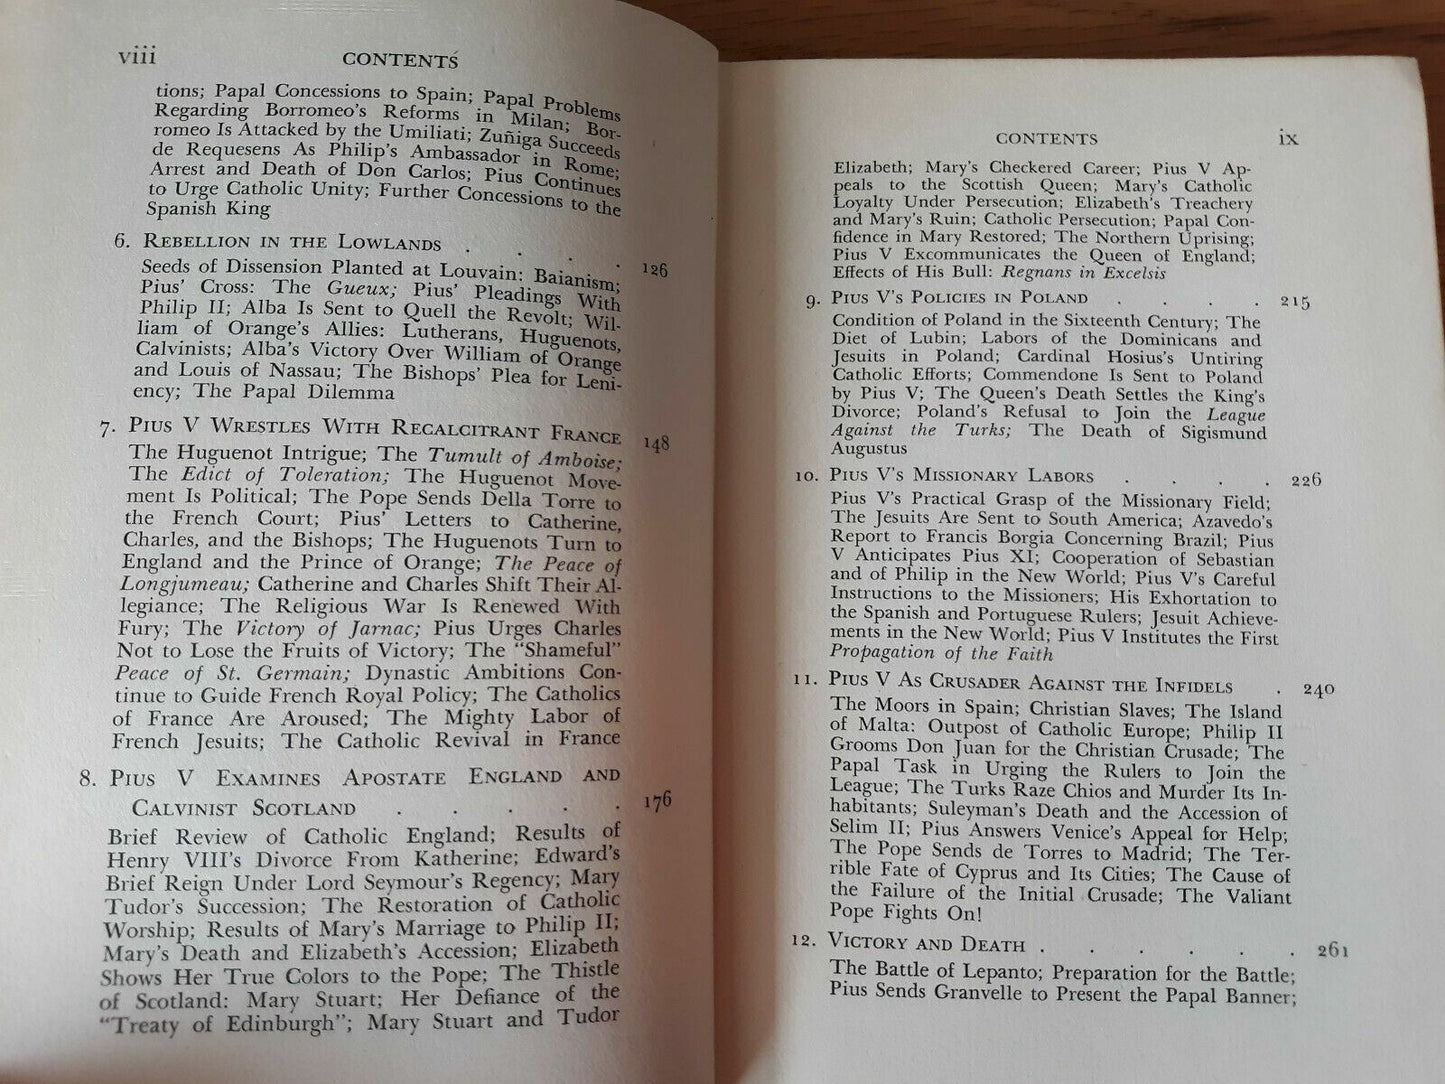 viii CONTENTS
tions; Papal Concessions to Spain; Papal Problems
Regarding Borromeo's Reforms in Milan; Bor-
romeo Is Attacked by the Umiliati; Zuñiga Succeeds
de Requesens As Philip's Ambassador in Rome;
Arrest and Death of Don Carlos; Pius Continues
to Urge Catholic Unity; Further Concessions to the
Spanish King
6. REBELLION IN THE LOWLANDS . . . . 126
Seeds of Dissension Planted at Louvain: Baianism;
Pius' Cross: The Gueux; Pius' Pleadings With
Philip II; Alba Is Sent to Quell the Revolt; Wil-
liam of Orange's Allies: Lutherans, Huguenots,
Calvinists; Alba's Victory Over William of Orange
and Louis of Nassau; The Bishops' Plea for Leni-
ency; The Papal Dilemma
7. PIUS V WRESTLES WITH RECALCITRANT FRANCE 148
The Huguenot Intrigue; The Tumult of Amboise;
The Edict of Toleration; The Huguenot Move-
ment Is Political; The Pope Sends Della Torre to
the French Court; Pius' Letters to Catherine,
Charles, and the Bishops; The Huguenots Turn to
England and the Prince of Orange; The Peace of
Longjumeau; Catherine and Charles Shift Their Al-
legiance; The Religious War Is Renewed With
Fury; The Victory of Jarnac; Pius Urges Charles
Not to Lose the Fruits of Victory; The "Shameful"
Peace of St. Germain; Dynastic Ambitions Con-
tinue to Guide French Royal Policy; The Catholics
of France Are Aroused; The Mighty Labor of
French Jesuits; The Catholic Revival in France
8. PIUS V EXAMINES APOSTATE ENGLAND AND
CALVINIST SCOTLAND . . . . 176
Brief Review of Catholic England; Results of
Henry VIII's Divorce From Katherine; Edward's
Brief Reign Under Lord Seymour's Regency; Mary
Tudor's Succession; The Restoration of Catholic
Worship; Results of Mary's Marriage to Philip II;
Mary's Death and Elizabeth's Accession; Elizabeth
Shows Her True Colors to the Pope; The Thistle
of Scotland: Mary Stuart; Her Defiance of the
"Treaty of Edinburgh"; Mary Stuart and Tudor
CONTENTS ix
Elizabeth; Mary's Checkered Career; Pius V Ap-
peals to the Scottish Queen; Mary's Catholic
Loyalty Under Persecution; Elizabeth's Treachery
and Mary's Ruin; Catholic Persecution; Papal Con-
fidence in Mary Restored; The Northern Uprising;
Pius V Excommunicates the Queen of England;
Effects of His Bull: Regnans in Excelsis
9. PIUS V'S POLICIES IN POLAND . . . . 215
Condition of Poland in the Sixteenth Century; The
Diet of Lubin; Labors of the Dominicans and
Jesuits in Poland; Cardinal Hosius's Untiring
Catholic Efforts; Commendone Is Sent to Poland
by Pius V; The Queen's Death Settles the King's
Divorce; Poland's Refusal to Join the League
Against the Turks; The Death of Sigismund
Augustus
10. PIUS V'S MISSIONARY LABORS . . . . 226
Pius V's Practical Grasp of the Missionary Field;
The Jesuits Are Sent to South America; Azavedo's
Report to Francis Borgia Concerning Brazil; Pius
V Anticipates Pius XI; Cooperation of Sebastian
and of Philip in the New World; Pius V's Careful
Instructions to the Missioners; His Exhortation to
the Spanish and Portuguese Rulers; Jesuit Achieve-
ments in the New World; Pius V Institutes the First
Propagation of the Faith
11. PIUS V AS CRUSADER AGAINST THE INFIDELS . 240
The Moors in Spain; Christian Slaves; The Island
of Malta: Outpost of Catholic Europe; Philip II
Grooms Don Juan for the Christian Crusade; The
Papal Task in Urging the Rulers to Join the
League; The Turks Raze Chios and Murder Its In-
habitants; Suleyman's Death and the Accession of
Selim II; Pius Answers Venice's Appeal for Help;
The Pope Sends de Torres to Madrid; The Ter-
rible Fate of Cyprus and Its Cities; The Cause of
the Failure of the Initial Crusade; The Valiant
Pope Fights On!
12. VICTORY AND DEATH . . . . . . 261
The Battle of Lepanto; Preparation for the Battle;
Pius Sends Granvelle to Present the Papal Banner;